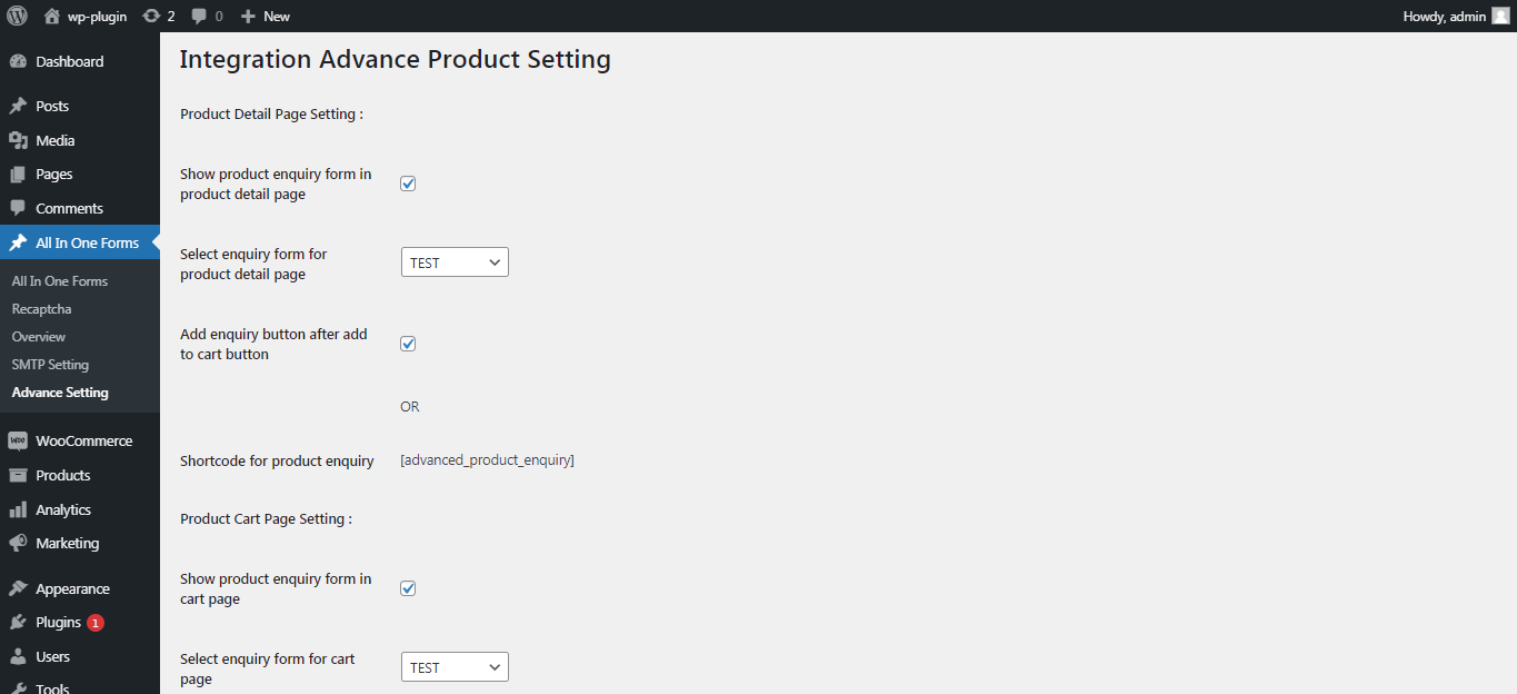 wp-plugin 2 0 New Howdy, admin
Dashboard
Posts
Media
Pages
Comments
All In One Forms
All In One Forms
Recaptcha
Overview
SMTP Setting
Advance Setting
WOO WooCommerce
Products
Analytics
Marketing
Appearance
Plugins 1
Users
Tools
Integration Advance Product Setting
Product Detail Page Setting :
Show product enquiry form in
product detail page
Select enquiry form for
product detail page
TEST
Add enquiry button after add
to cart button
OR
Shortcode for product enquiry [advanced_product_enquiry]
Product Cart Page Setting :
Show product enquiry form in
cart page
Select enquiry form for cart
page
TEST